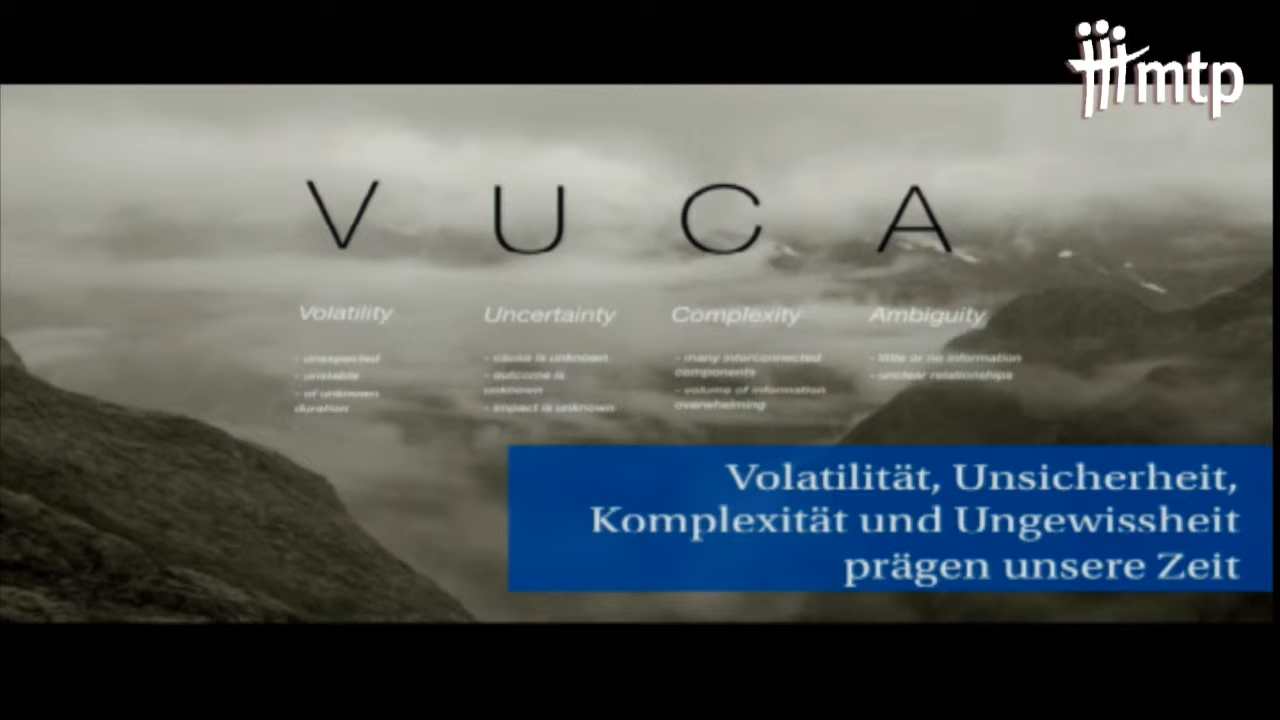 mtp
V U C A
Volatility Uncertainty Complexity Ambiguity
- unexpected
- unstable
- of unknown
duration
- cause is unknown
- outcome is
unknown
- impact is unknown
- many interconnected
components
- volume of information
overwhelming
- little or no information
- unclear relationships
Volatilität, Unsicherheit,
Komplexität und Ungewissheit
prägen unsere Zeit